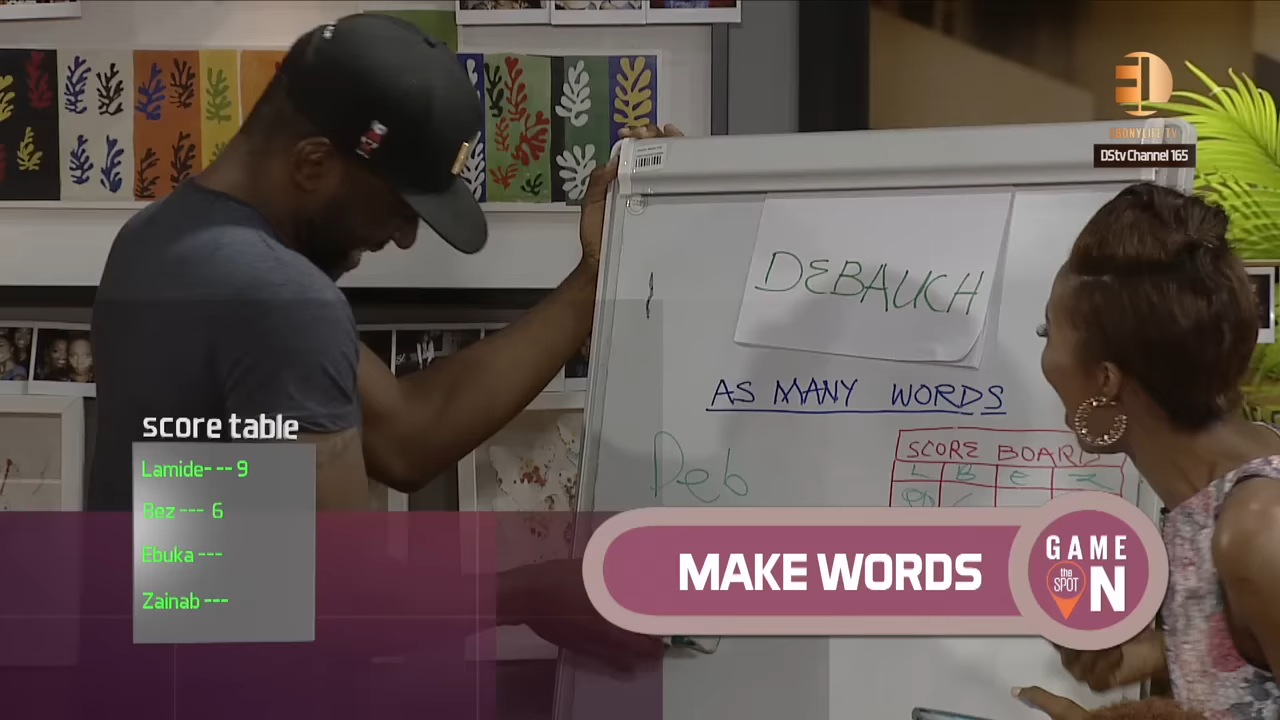 EL
EBONYLIFE TV
DStv Channel 165
DEBAUCH
AS MANY WORDS
Deb
SCORE BOARD
L B E Z
score table
Lamide---9
Bez --- 6
Ebuka ---
Zainab ---
MAKE WORDS
GAME
the
SPOT
N